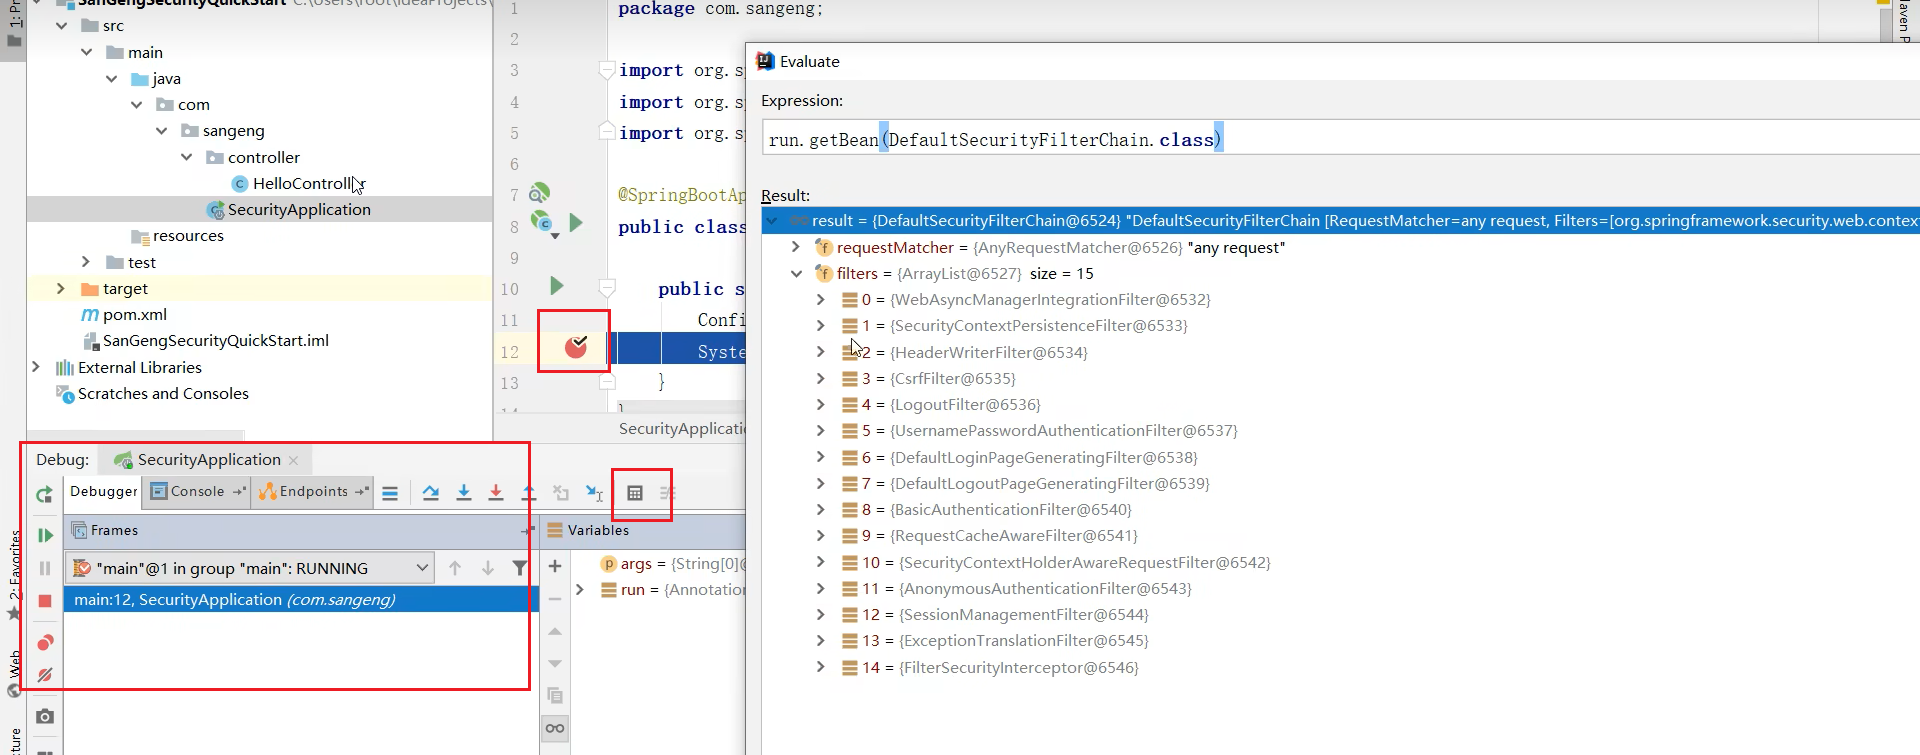 SanGengSecurityQuickStart C:\Users\root\IdeaProjects\
src
main
java
com
sangeng
controller
HelloController
SecurityApplication
resources
test
target
pom.xml
SanGengSecurityQuickStart.iml
External Libraries
Scratches and Consoles
1 package com.sangeng;
2
3 import org.s
4 import org.s
5 import org.s
6
7 @SpringBootAp
8 public class
9
10 public s
11 Confi
12 Syste
13 }
14 }
SecurityApplicati
Evaluate
Expression:
run.getBean(DefaultSecurityFilterChain.class)
Result:
result = {DefaultSecurityFilterChain@6524} "DefaultSecurityFilterChain [RequestMatcher=any request, Filters=[org.springframework.security.web.context
requestMatcher = {AnyRequestMatcher@6526} "any request"
filters = {ArrayList@6527} size = 15
0 = {WebAsyncManagerIntegrationFilter@6532}
1 = {SecurityContextPersistenceFilter@6533}
2 = {HeaderWriterFilter@6534}
3 = {CsrfFilter@6535}
4 = {LogoutFilter@6536}
5 = {UsernamePasswordAuthenticationFilter@6537}
6 = {DefaultLoginPageGeneratingFilter@6538}
7 = {DefaultLogoutPageGeneratingFilter@6539}
8 = {BasicAuthenticationFilter@6540}
9 = {RequestCacheAwareFilter@6541}
10 = {SecurityContextHolderAwareRequestFilter@6542}
11 = {AnonymousAuthenticationFilter@6543}
12 = {SessionManagementFilter@6544}
13 = {ExceptionTranslationFilter@6545}
14 = {FilterSecurityInterceptor@6546}
Debug: SecurityApplication
Debugger Console Endpoints
Frames
Variables
"main"@1 in group "main": RUNNING
main:12, SecurityApplication (com.sangeng)
args = {String[0]@
run = {Annotation
2: Favorites
Web